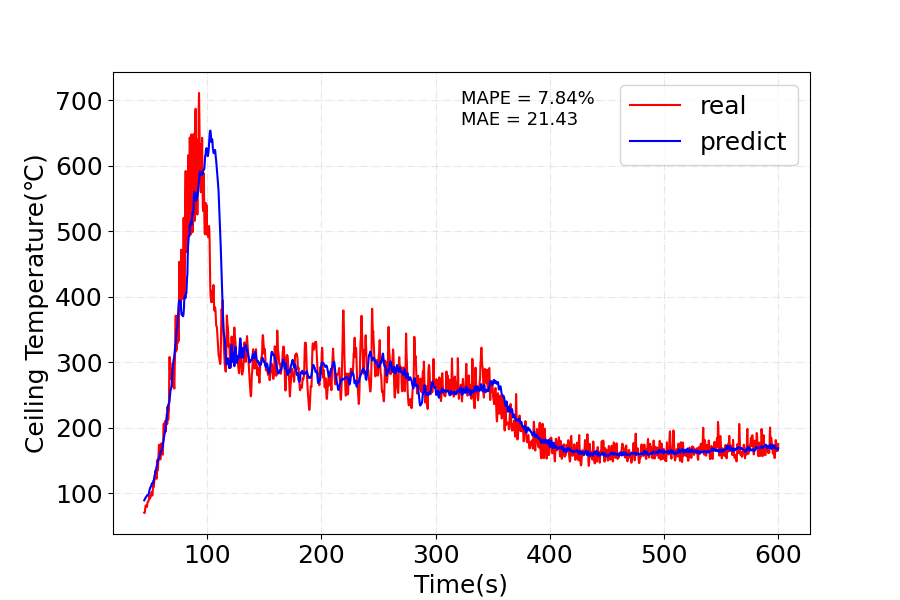 MAPE = 7.84%
MAE = 21.43
real
predict
Ceiling Temperature(℃)
700
600
500
400
300
200
100
100 200 300 400 500 600
Time(s)